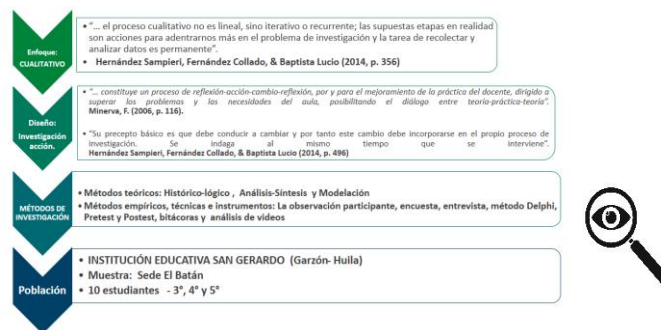 Enfoque:
CUALITATIVO
• "... el proceso cualitativo no es lineal, sino iterativo o recurrente; las supuestas etapas en realidad
son acciones para adentrarnos más en el problema de investigación y la tarea de recolectar y
analizar datos es permanente".
• Hernández Sampieri, Fernández Collado, & Baptista Lucio (2014, p. 356)
Diseño:
Investigación
acción.
• "... constituye un proceso de reflexión-acción-cambio-reflexión, por y para el mejoramiento de la práctica del docente, dirigido a
superar los problemas y las necesidades del aula, posibilitando el diálogo entre teoría-práctica-teoría".
Minerva, F. (2006, p. 116).
• "Su precepto básico es que debe conducir a cambiar y por tanto este cambio debe incorporarse en el propio proceso de
investigación. Se indaga al mismo tiempo que se interviene".
Hernández Sampieri, Fernández Collado, & Baptista Lucio (2014, p. 496)
MÉTODOS DE
INVESTIGACIÓN
• Métodos teóricos: Histórico-lógico , Análisis-Síntesis y Modelación
• Métodos empíricos, técnicas e instrumentos: La observación participante, encuesta, entrevista, método Delphi,
Pretest y Postest, bitácoras y análisis de videos
Población
• INSTITUCIÓN EDUCATIVA SAN GERARDO (Garzón- Huila)
• Muestra: Sede El Batán
• 10 estudiantes - 3°, 4° y 5°